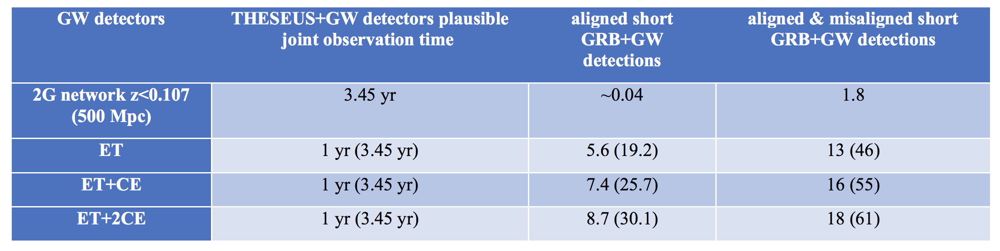 GW detectors
THESEUS+GW detectors plausible
joint observation time
aligned short
GRB+GW
detections
aligned & misaligned short
GRB+GW detections
2G network z<0.107
(500 Mpc)
3.45 yr
~0.04
1.8
ET
1 yr (3.45 yr)
5.6 (19.2)
13 (46)
ET+CE
1 yr (3.45 yr)
7.4 (25.7)
16 (55)
ET+2CE
1 yr (3.45 yr)
8.7 (30.1)
18 (61)